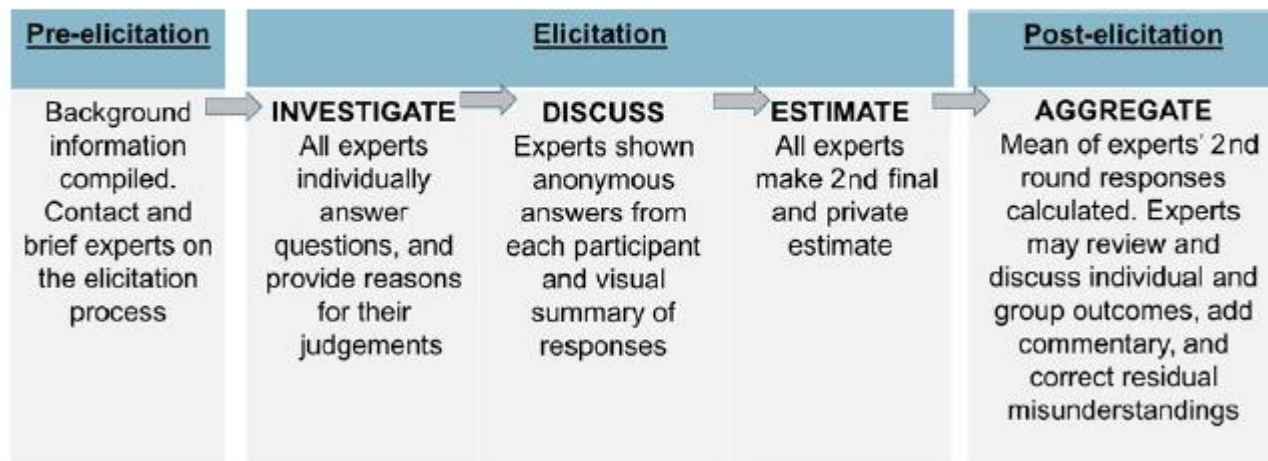 Pre-elicitation
Background
information
compiled.
Contact and
brief experts on
the elicitation
process
Elicitation
INVESTIGATE
All experts
individually
answer
questions, and
provide reasons
for their
judgements
DISCUSS
Experts shown
anonymous
answers from
each participant
and visual
summary of
responses
ESTIMATE
All experts
make 2nd final
and private
estimate
Post-elicitation
AGGREGATE
Mean of experts' 2nd
round responses
calculated. Experts
may review and
discuss individual and
group outcomes, add
commentary, and
correct residual
misunderstandings